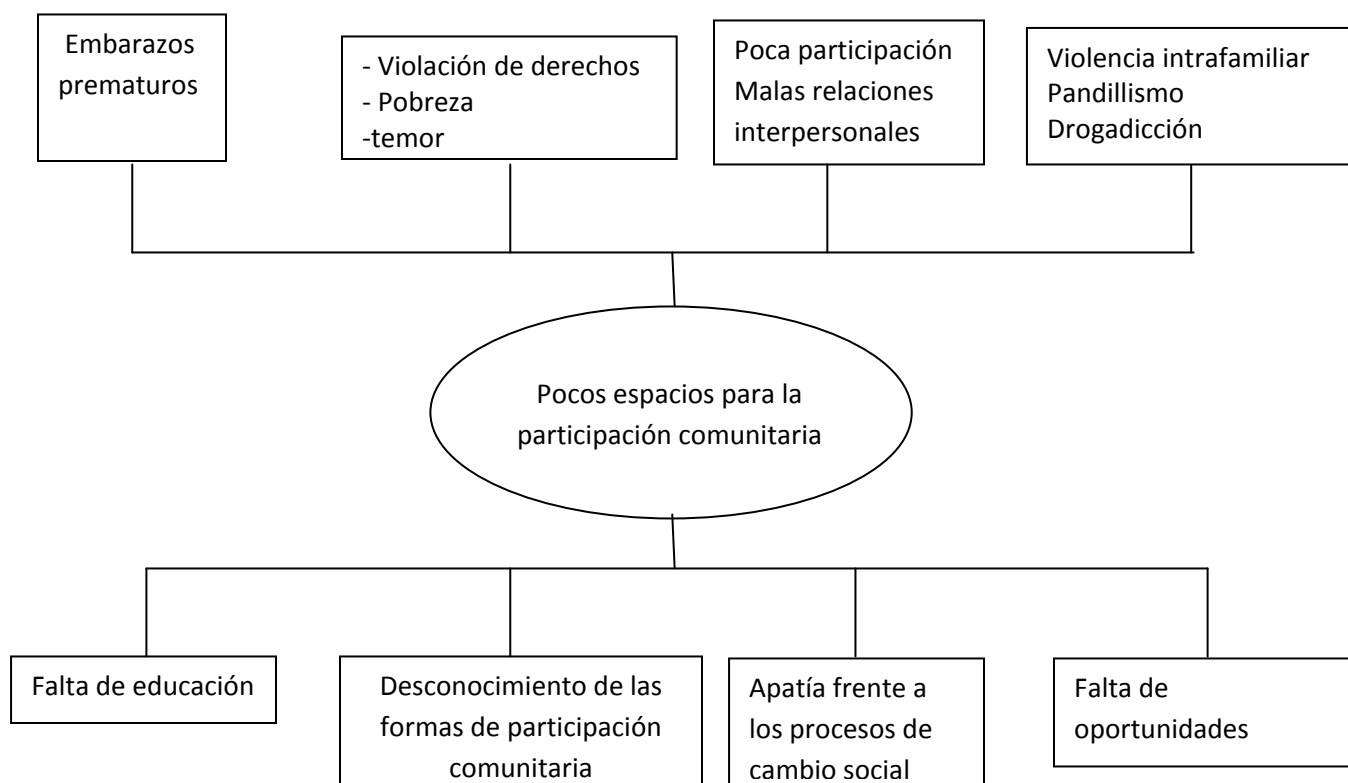 Embarazos
prematuros
- Violación de derechos
- Pobreza
-temor
Poca participación
Malas relaciones
interpersonales
Violencia intrafamiliar
Pandillismo
Drogadicción
Pocos espacios para la
participación comunitaria
Falta de educación
Desconocimiento de las
formas de participación
comunitaria
Apatía frente a
los procesos de
cambio social
Falta de
oportunidades